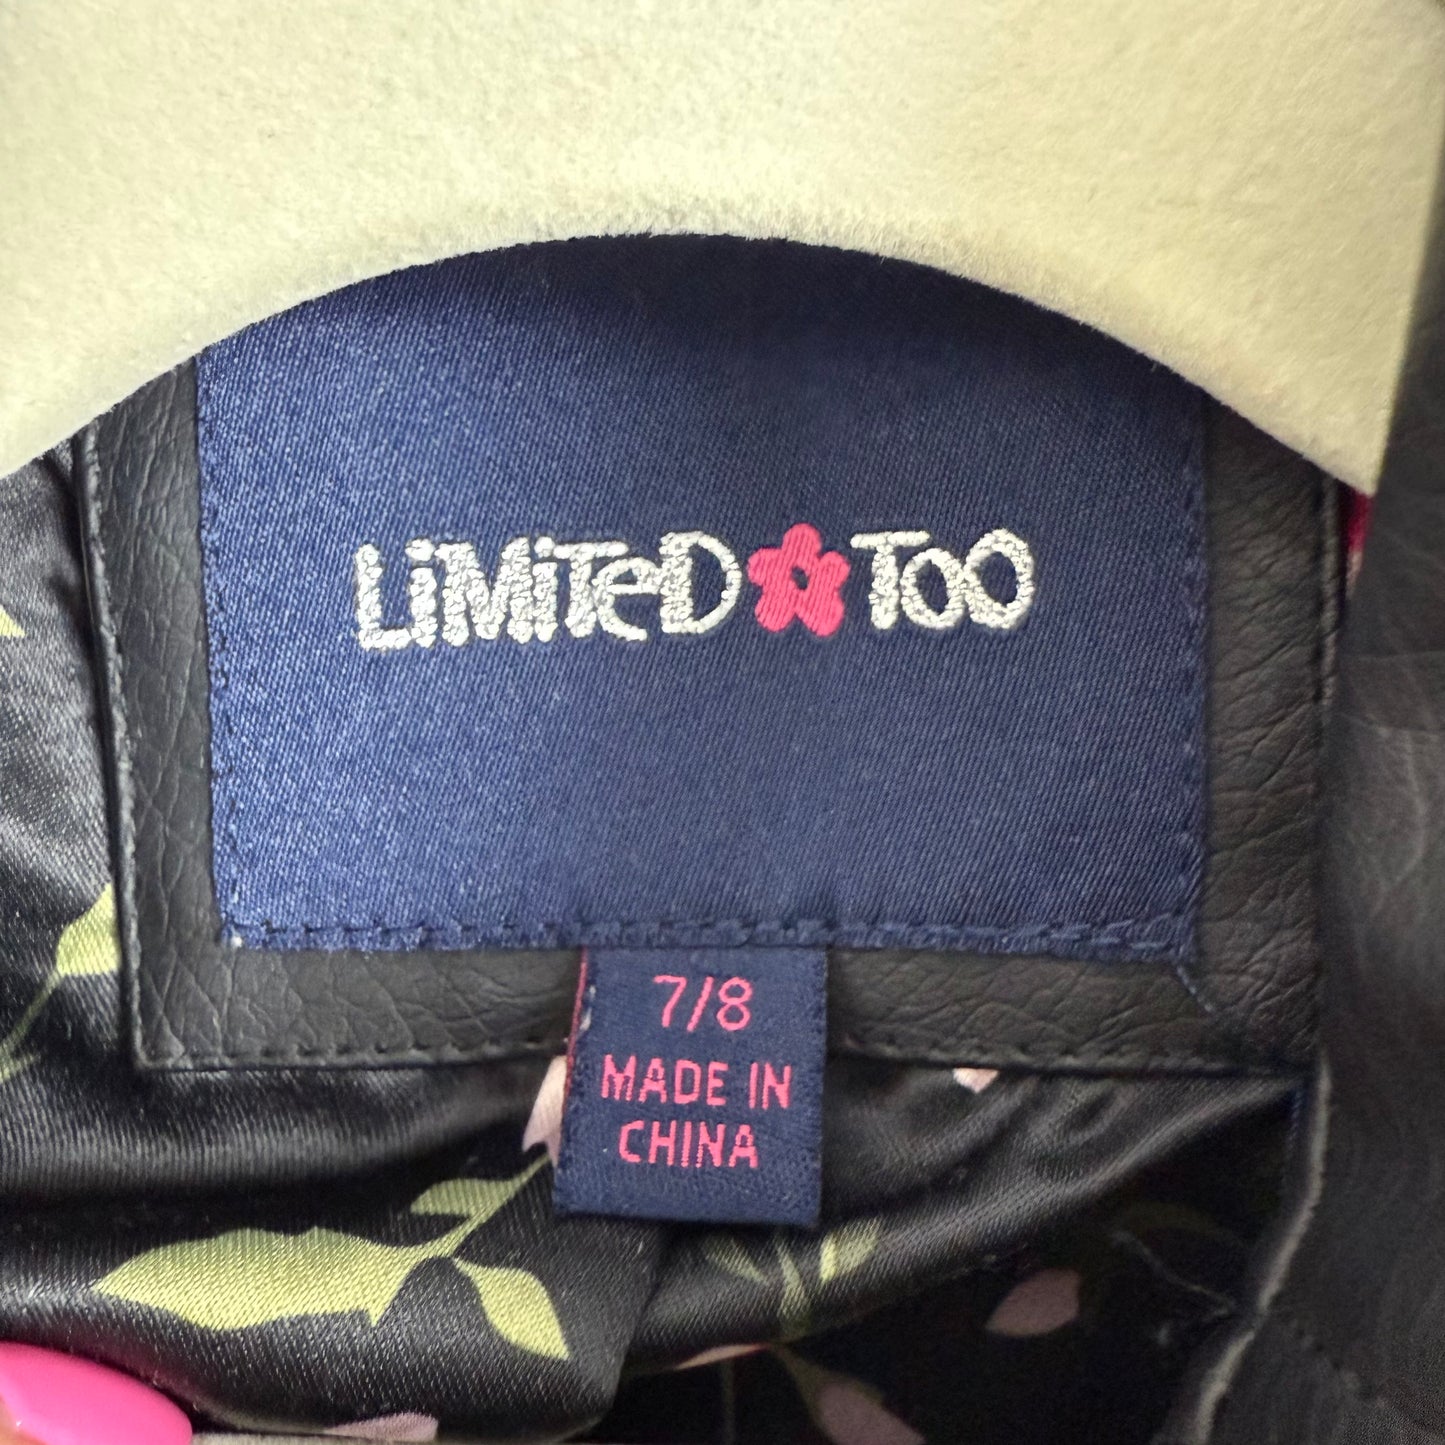 LiMiTeD TOO
7/8
MADE IN
CHINA